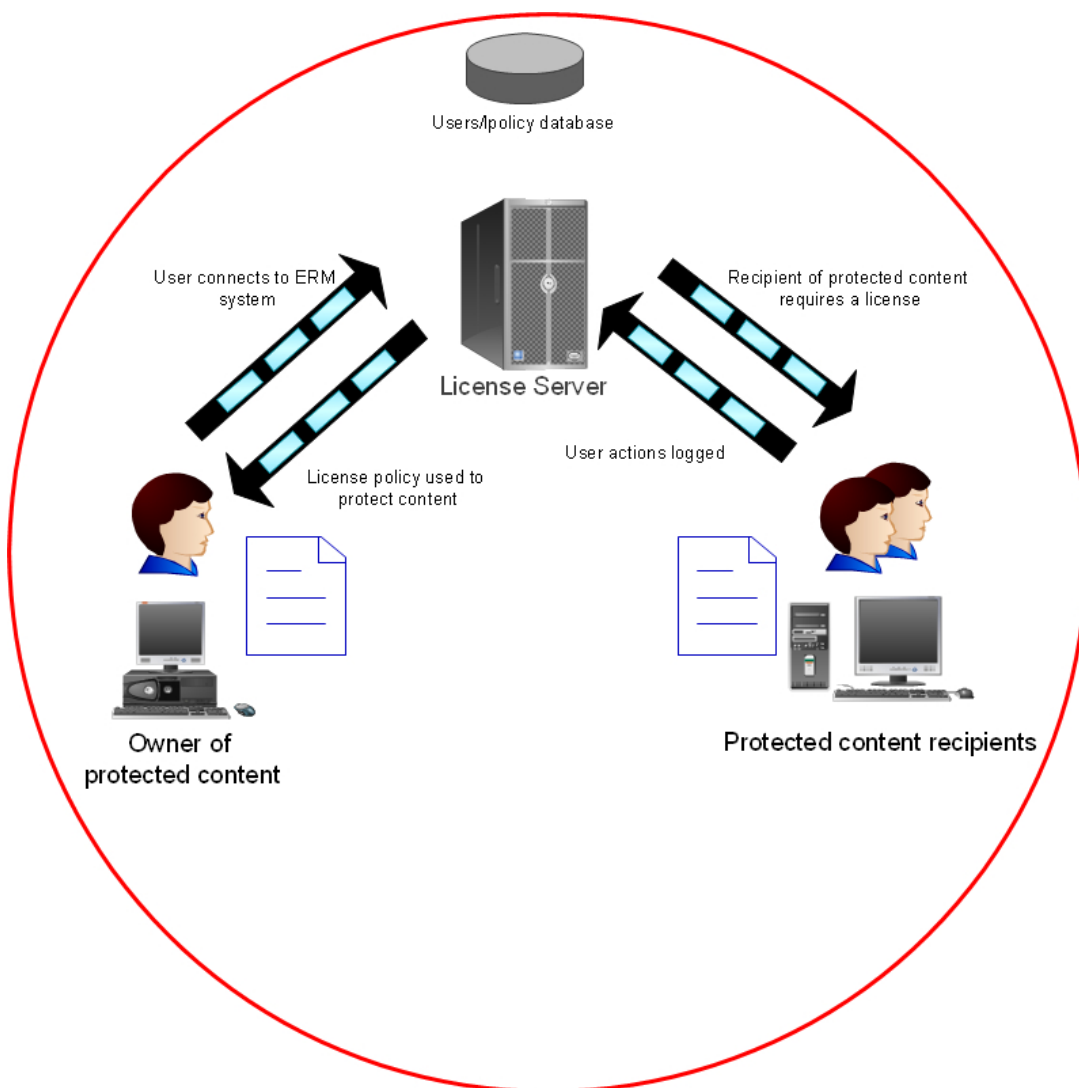 Users/lpolicy database
User connects to ERM
system
Recipient of protected content
requires a license
License Server
User actions logged
License policy used to
protect content
Owner of
protected content
Protected content recipients